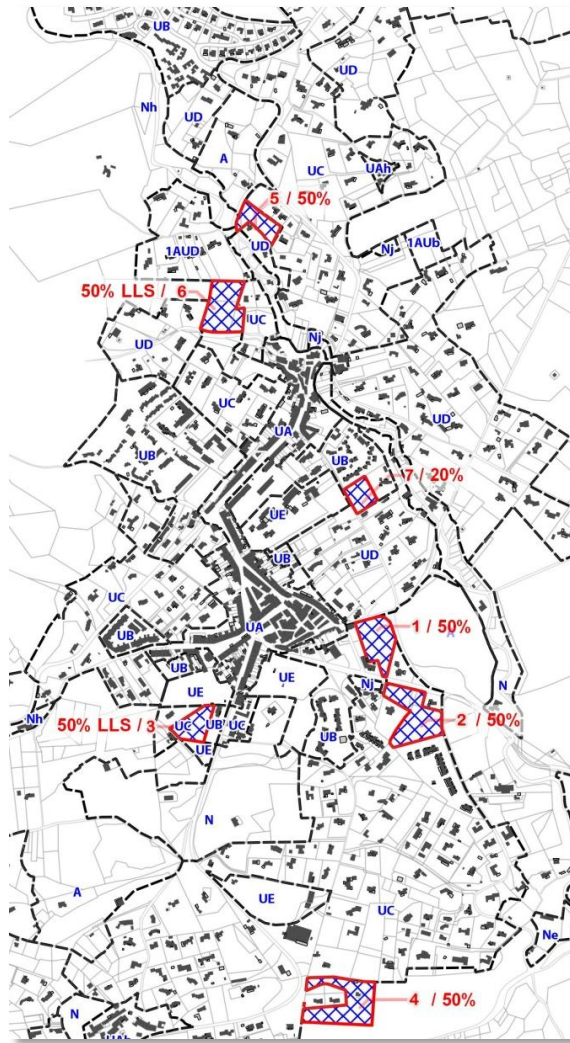 UB
UD
Nh
UD
A
UC
UAh
5 / 50%
UD
Nj
1AUb
1AUD
50% LLS / 6
UC
UD
Nj
UC
UD
UA
UB
UB
7 / 20%
UE
UB
UD
UC
1 / 50%
UB
UA
A
UB
UE
Nj
N
UE
Nh
50% LLS / 3
UC
UB
UC
2 / 50%
UB
UE
N
A
UE
UC
Ne
4 / 50%
N
UAh